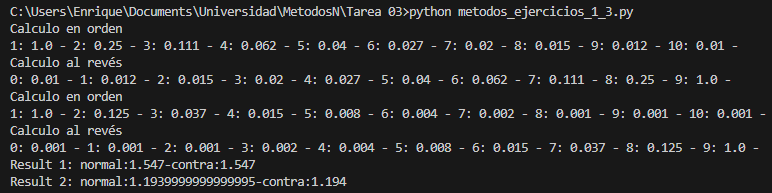 C:\Users\Enrique\Documents\Universidad\MetodosN\Tarea 03>python metodos_ejercicios_1_3.py
Calculo en orden
1: 1.0 - 2: 0.25 - 3: 0.111 - 4: 0.062 - 5: 0.04 - 6: 0.027 - 7: 0.02 - 8: 0.015 - 9: 0.012 - 10: 0.01 -
Calculo al revés
0: 0.01 - 1: 0.012 - 2: 0.015 - 3: 0.02 - 4: 0.027 - 5: 0.04 - 6: 0.062 - 7: 0.111 - 8: 0.25 - 9: 1.0 -
Calculo en orden
1: 1.0 - 2: 0.125 - 3: 0.037 - 4: 0.015 - 5: 0.008 - 6: 0.004 - 7: 0.002 - 8: 0.001 - 9: 0.001 - 10: 0.001 -
Calculo al revés
0: 0.001 - 1: 0.001 - 2: 0.001 - 3: 0.002 - 4: 0.004 - 5: 0.008 - 6: 0.015 - 7: 0.037 - 8: 0.125 - 9: 1.0 -
Result 1: normal:1.547-contra:1.547
Result 2: normal:1.1939999999999995-contra:1.194